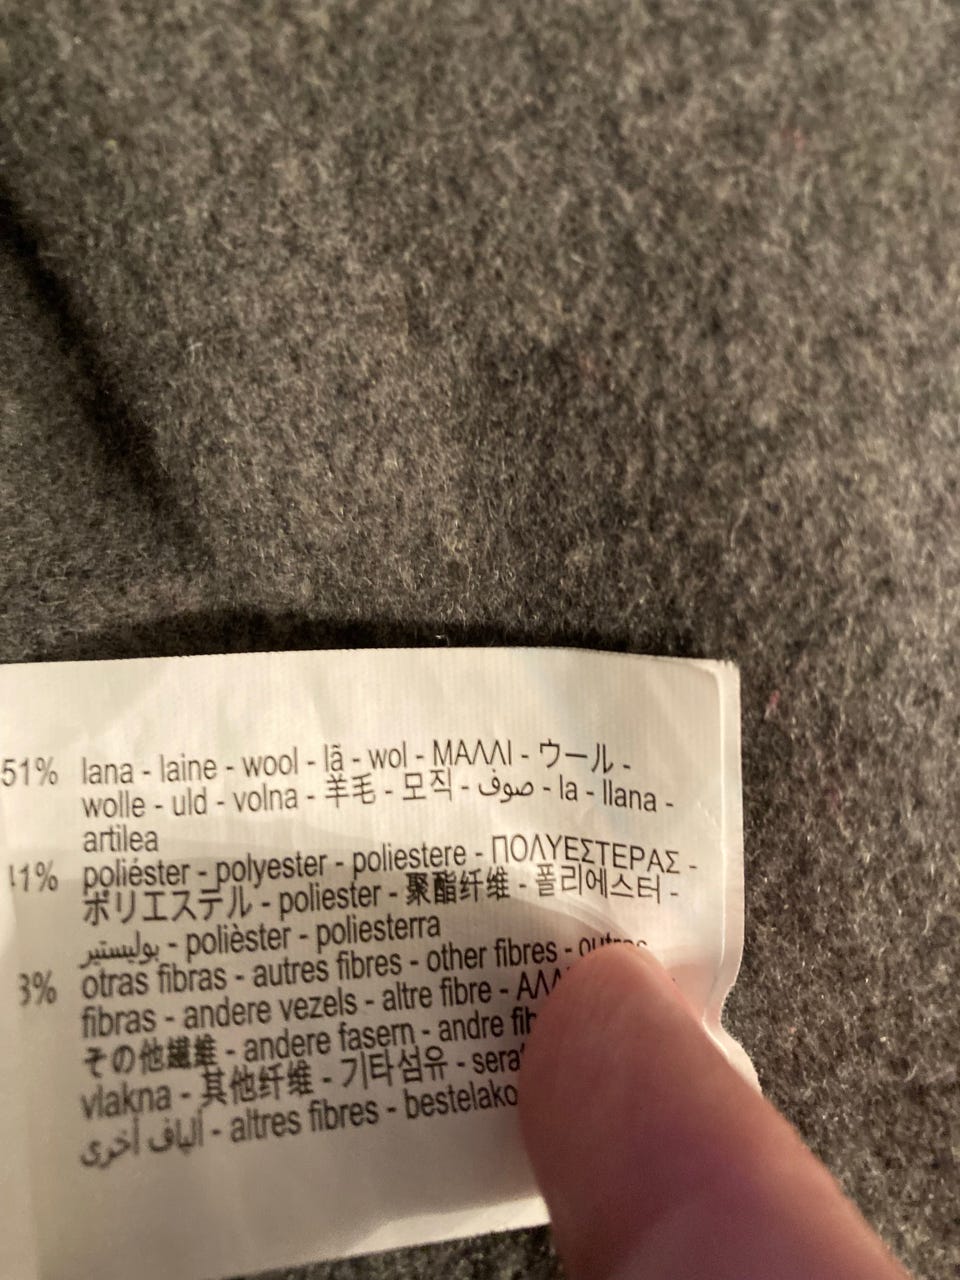 51% lana - laine - wool - lã - wol - ΜΑΛΛΙ - ウール -
wolle - uld - volna - 羊毛 - 모직 - صوف - la - llana -
artilea
1% poliéster - polyester - poliestere - ΠΟΛΥΕΣΤΕΡΑΣ -
ポリエステル - poliester - 聚酯纤维 - 폴리에스터 -
بوليستير - polièster - poliesterra
% otras fibras - autres fibres - other fibres - outras
fibras - andere vezels - altre fibre -
その他繊維 - andere fasern - andre
vlakna - 其他纤维 - 기타섬유 -
ألياف أخرى - altres fibres -